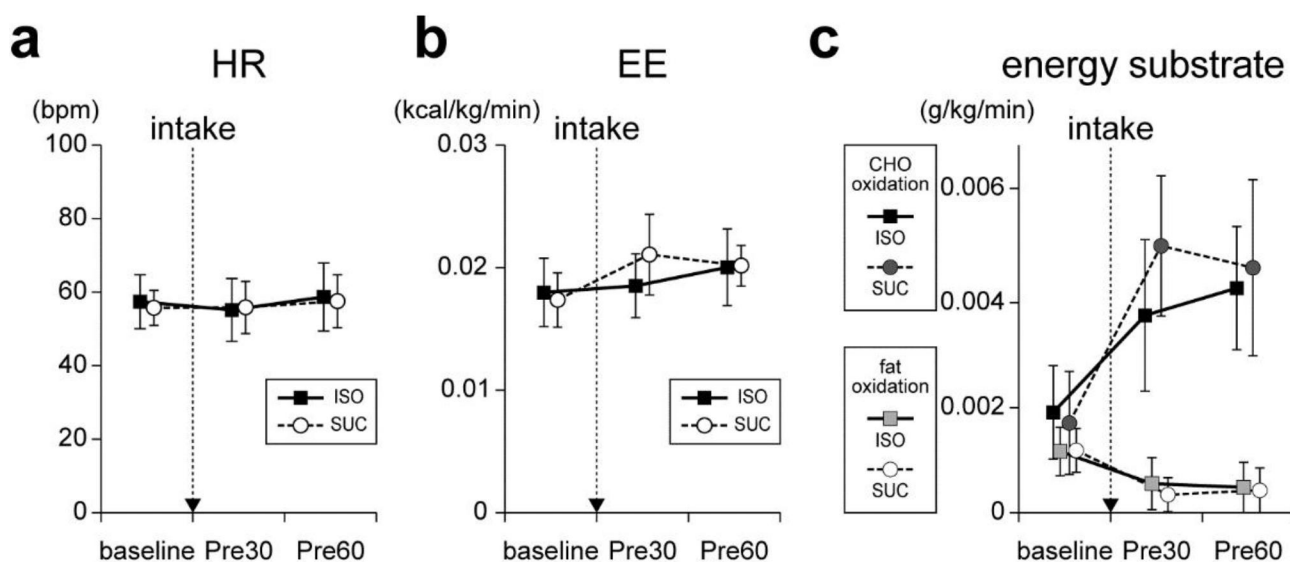 a
HR
(bpm)
intake
100
80
60
40
20
0
ISO
SUC
baseline Pre30 Pre60
b
EE
(kcal/kg/min)
intake
0.03
0.02
0.01
0
ISO
SUC
baseline Pre30 Pre60
c
energy substrate
(g/kg/min)
intake
CHO
oxidation
ISO
SUC
fat
oxidation
ISO
SUC
0.006
0.004
0.002
0
baseline Pre30 Pre60